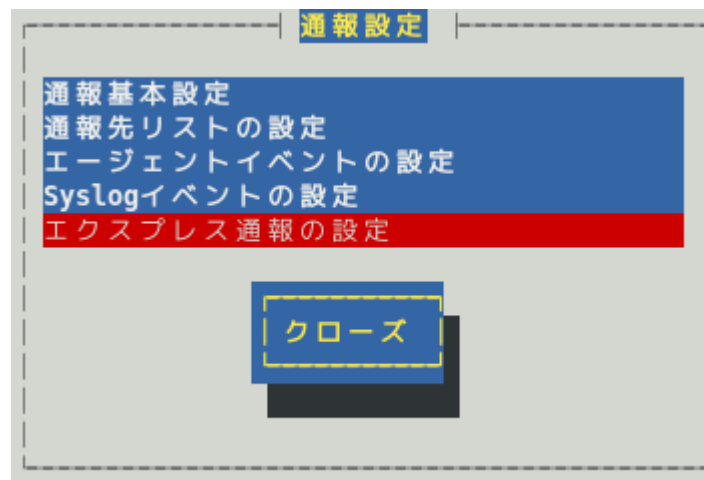 通報設定
通報基本設定
通報先リストの設定
エージェントイベントの設定
Syslogイベントの設定
エクスプレス通報の設定
クローズ